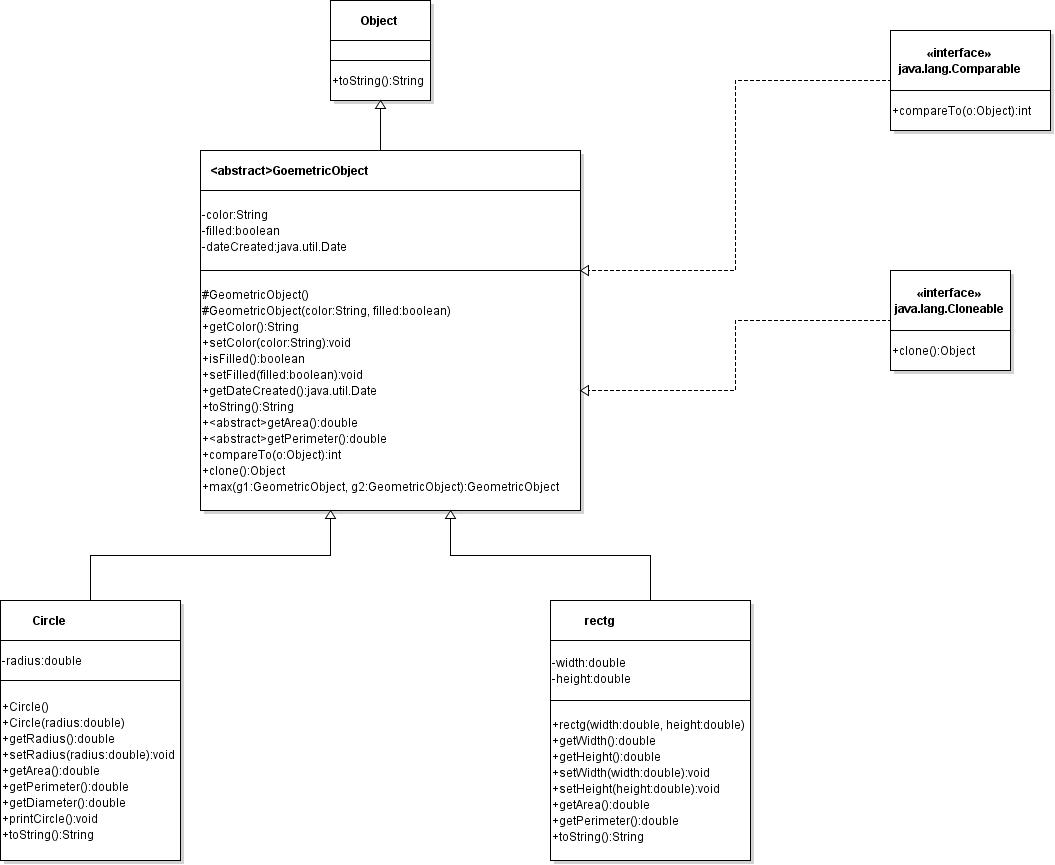 Object
+toString():String
«interface»
java.lang.Comparable
+compareTo(o:Object):int
<abstract>GoemetricObject
-color:String
-filled:boolean
-dateCreated:java.util.Date
#GeometricObject()
#GeometricObject(color:String, filled:boolean)
+getColor():String
+setColor(color:String):void
+isFilled():boolean
+setFilled(filled:boolean):void
+getDateCreated():java.util.Date
+toString():String
+<abstract>getArea():double
+<abstract>getPerimeter():double
+compareTo(o:Object):int
+clone():Object
+max(g1:GeometricObject, g2:GeometricObject):GeometricObject
«interface»
java.lang.Cloneable
+clone():Object
Circle
-radius:double
+Circle()
+Circle(radius:double)
+getRadius():double
+setRadius(radius:double):void
+getArea():double
+getPerimeter():double
+getDiameter():double
+printCircle():void
+toString():String
rectg
-width:double
-height:double
+rectg(width:double, height:double)
+getWidth():double
+getHeight():double
+setWidth(width:double):void
+setHeight(height:double):void
+getArea():double
+getPerimeter():double
+toString():String